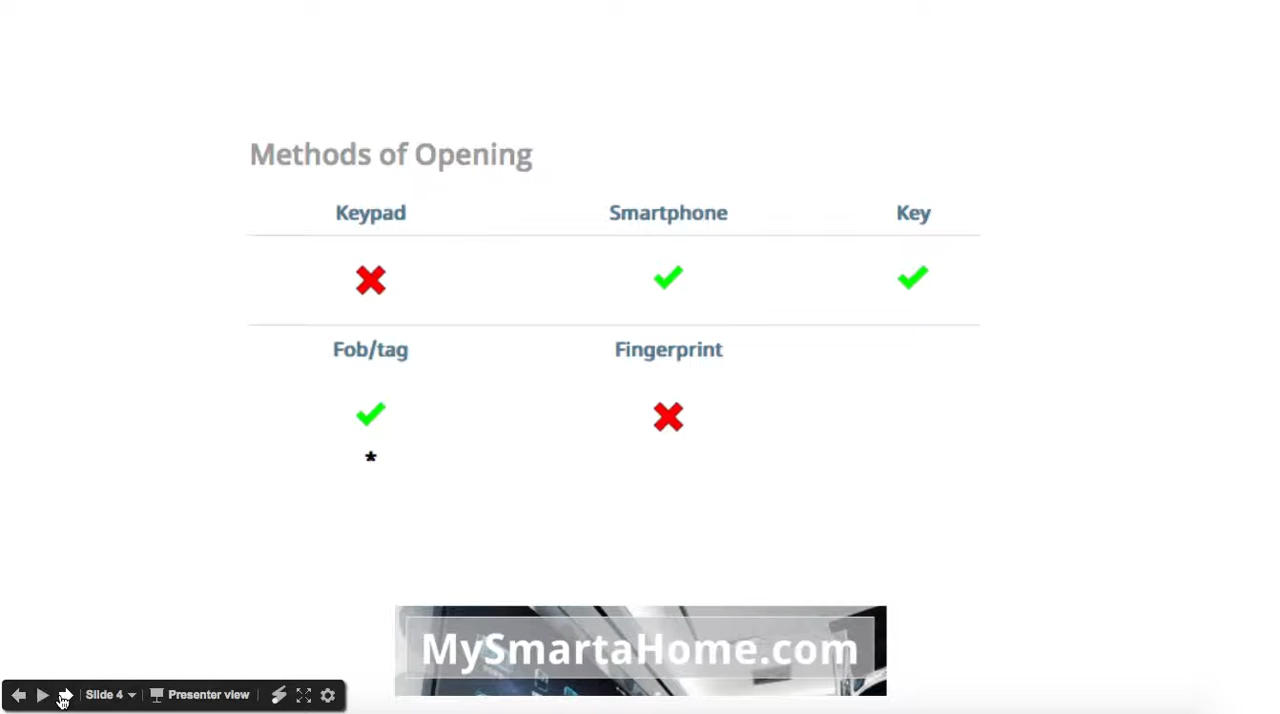 Methods of Opening
Keypad Smartphone Key
Fob/tag Fingerprint
*
MySmartaHome.com
Slide 4 Presenter view